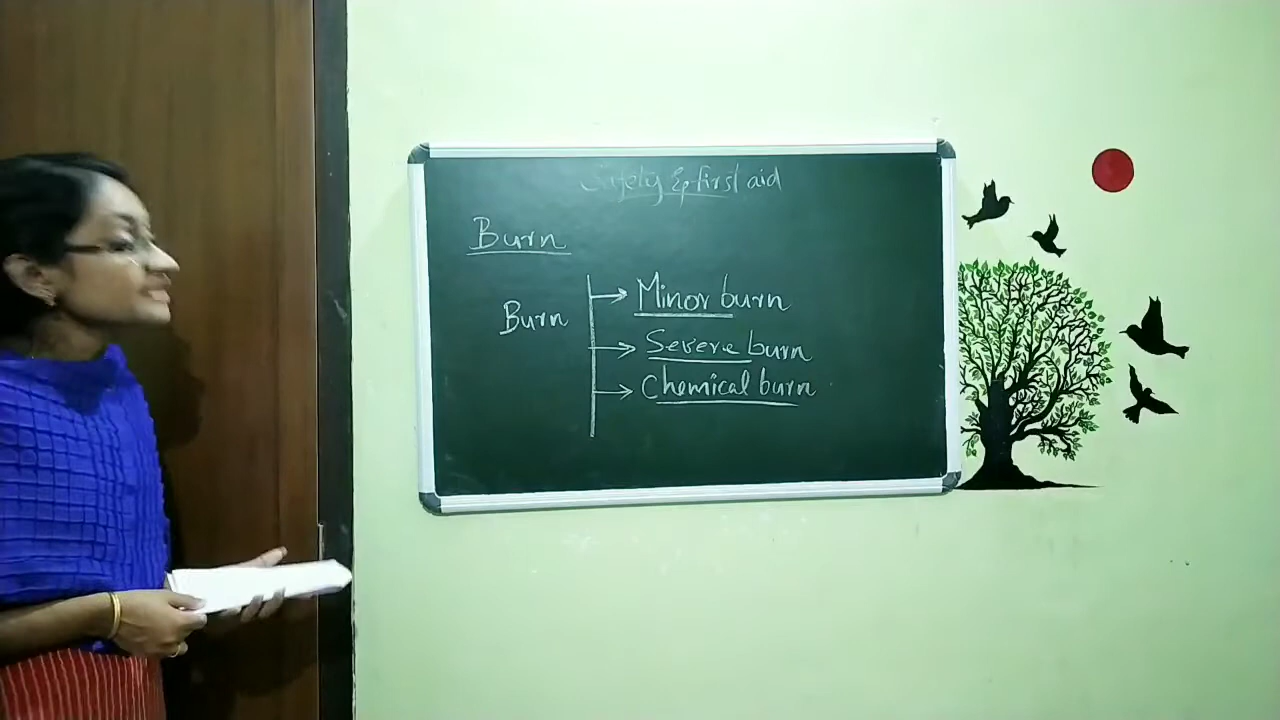 Safety & first aid
Burn
Burn
Minor burn
Severe burn
Chemical burn